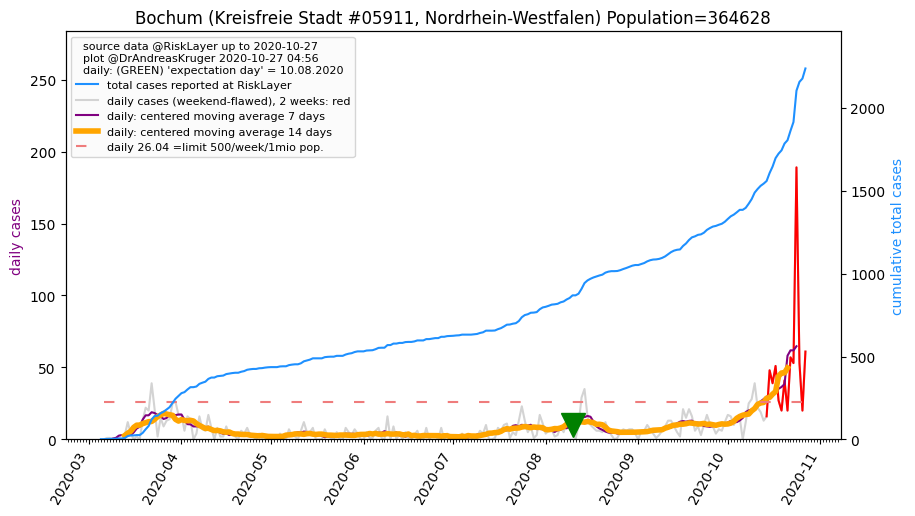 Bochum (Kreisfreie Stadt #05911, Nordrhein-Westfalen) Population=364628
source data @RiskLayer up to 2020-10-27
plot @DrAndreasKruger 2020-10-27 04:56
daily: (GREEN) 'expectation day' = 10.08.2020
total cases reported at RiskLayer
daily cases (weekend-flawed), 2 weeks: red
daily: centered moving average 7 days
daily: centered moving average 14 days
daily 26.04 =limit 500/week/1mio pop.
daily cases
250
200
150
100
50
0
cumulative total cases
2000
1500
1000
500
0
2020-03
2020-04
2020-05
2020-06
2020-07
2020-08
2020-09
2020-10
2020-11